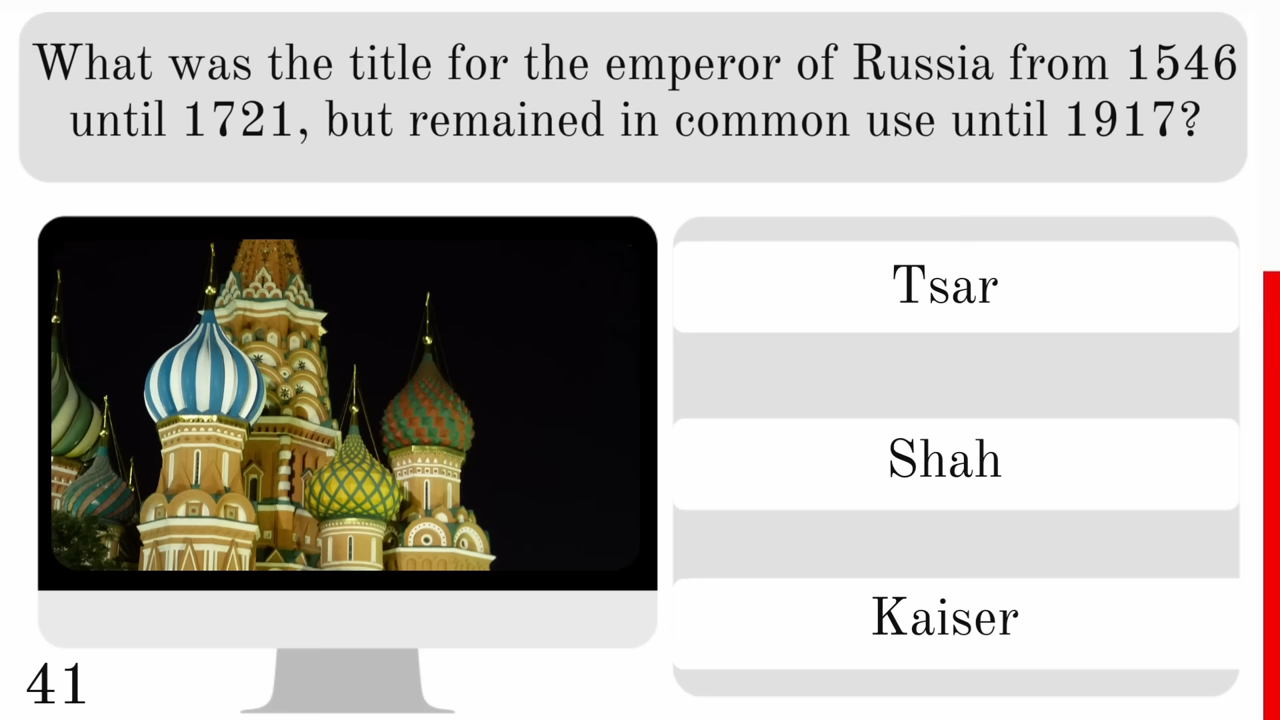 What was the title for the emperor of Russia from 1546
until 1721, but remained in common use until 1917?
Tsar
Shah
Kaiser
41